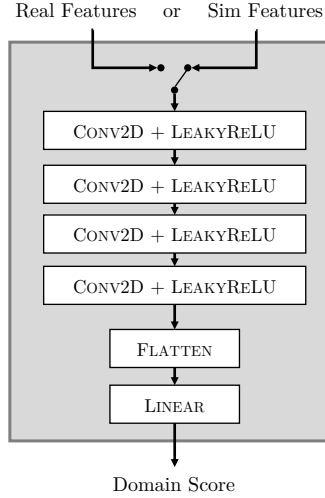 Real Features or Sim Features
CONV2D + LEAKYRELU
CONV2D + LEAKYRELU
CONV2D + LEAKYRELU
CONV2D + LEAKYRELU
FLATTEN
LINEAR
Domain Score